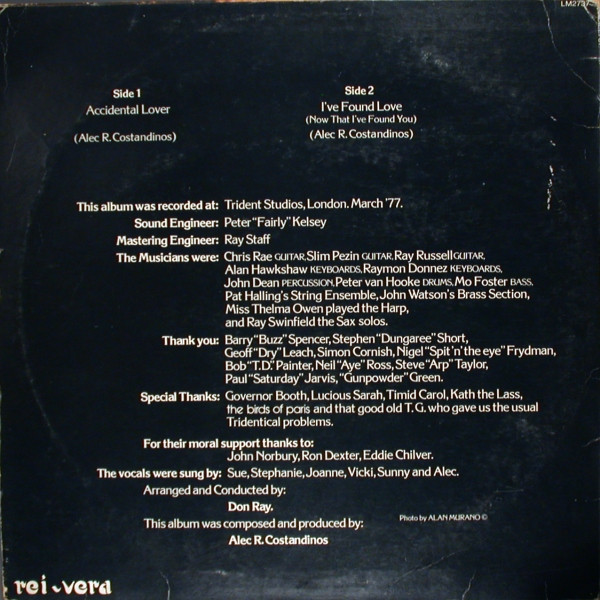 LM2737
Side 1
Accidental Lover
(Alec R. Costandinos)
Side 2
I've Found Love
(Now That I've Found You)
(Alec R. Costandinos)
This album was recorded at: Trident Studios, London. March '77.
Sound Engineer: Peter "Fairly" Kelsey
Mastering Engineer: Ray Staff
The Musicians were: Chris Rae GUITAR, Slim Pezin GUITAR, Ray Russell GUITAR,
Alan Hawkshaw KEYBOARDS, Raymon Donnez KEYBOARDS,
John Dean PERCUSSION, Peter van Hooke DRUMS, Mo Foster BASS,
Pat Halling's String Ensemble, John Watson's Brass Section,
Miss Thelma Owen played the Harp,
and Ray Swinfield the Sax solos.
Thank you: Barry "Buzz" Spencer, Stephen "Dungaree" Short,
Geoff "Dry" Leach, Simon Cornish, Nigel "Spit 'n' the eye" Frydman,
Bob "T.D." Painter, Neil "Aye" Ross, Steve "Arp" Taylor,
Paul "Saturday" Jarvis, "Gunpowder" Green.
Special Thanks: Governor Booth, Lucious Sarah, Timid Carol, Kath the Lass,
the birds of paris and that good old T.G. who gave us the usual
Tridentical problems.
For their moral support thanks to:
John Norbury, Ron Dexter, Eddie Chilver.
The vocals were sung by: Sue, Stephanie, Joanne, Vicki, Sunny and Alec.
Arranged and Conducted by:
Don Ray.
Photo by ALAN MURANO ©
This album was composed and produced by:
Alec R. Costandinos
rei~vera